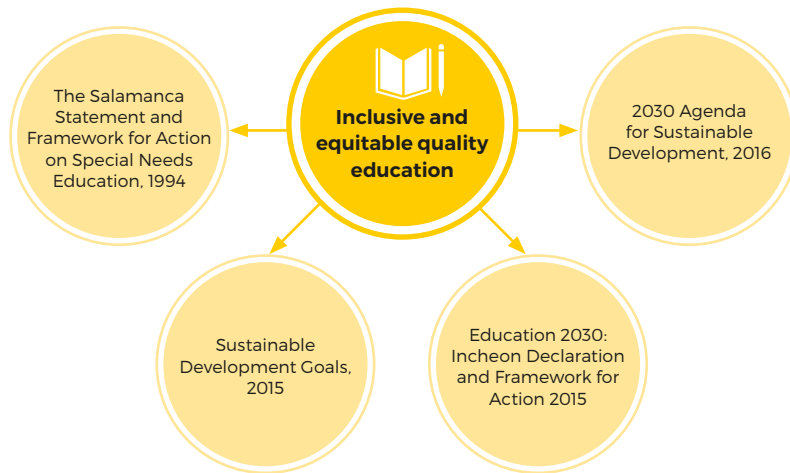 Inclusive and
equitable quality
education
The Salamanca
Statement and
Framework for Action
on Special Needs
Education, 1994
Sustainable
Development Goals,
2015
Education 2030:
Incheon Declaration
and Framework for
Action 2015
2030 Agenda
for Sustainable
Development, 2016